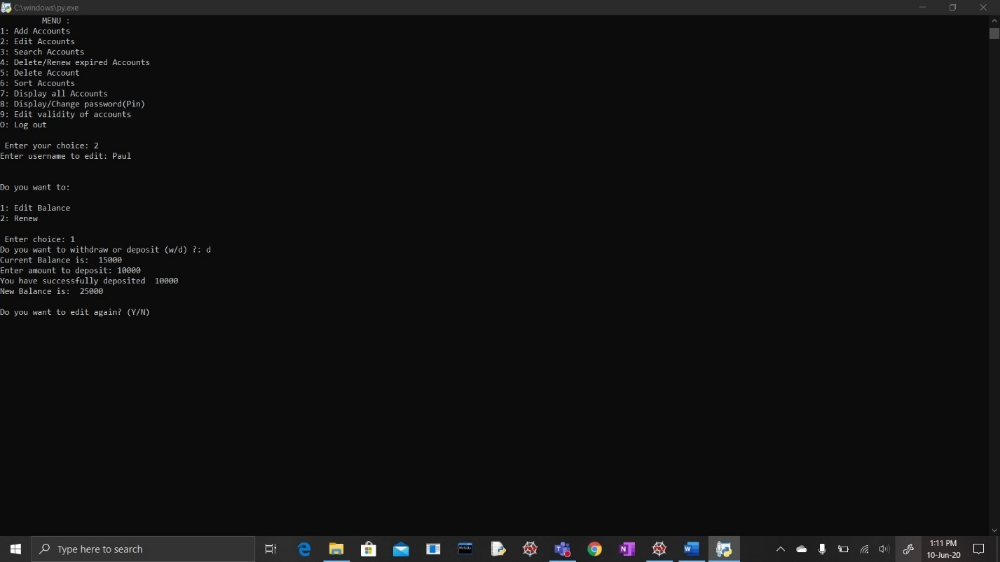 C:\windows\py.exe
MENU :
1: Add Accounts
2: Edit Accounts
3: Search Accounts
4: Delete/Renew expired Accounts
5: Delete Account
6: Sort Accounts
7: Display all Accounts
8: Display/Change password(Pin)
9: Edit validity of accounts
0: Log out
Enter your choice: 2
Enter username to edit: Paul
Do you want to:
1: Edit Balance
2: Renew
Enter choice: 1
Do you want to withdraw or deposit (w/d) ?: d
Current Balance is:  15000
Enter amount to deposit: 10000
You have successfully deposited  10000
New Balance is:  25000
Do you want to edit again? (Y/N)
Type here to search
MySQL
1:11 PM
10-Jun-20